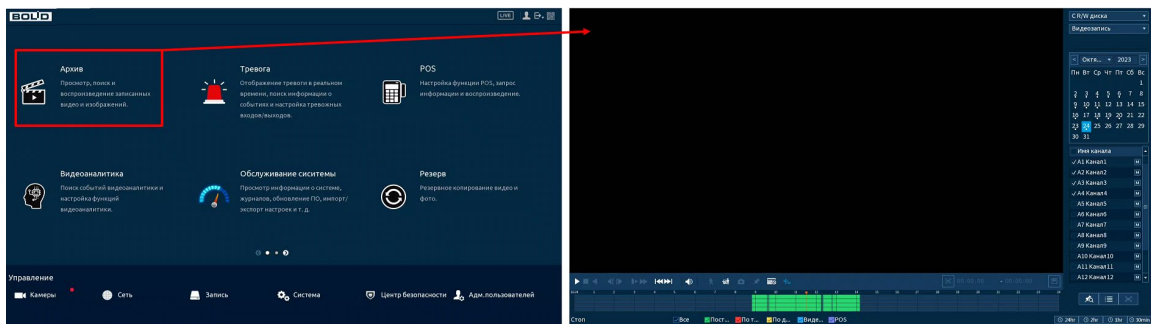 BOLID
LIVE
Архив
Просмотр, поиск и
воспроизведение записанных
видео и изображений.
Тревога
Отображение тревоги в реальном
времени, поиск информации о
событиях и настройка тревожных
входов/выходов.
POS
Настройка функции POS, запрос
информации и воспроизведение.
Видеоаналитика
Поиск событий видеоаналитики и
настройка функций
видеоаналитики.
Обслуживание сиситемы
Просмотр информации о системе,
журналов, обновление ПО, импорт/
экспорт настроек и т. д.
Резерв
Резервное копирование видео и
фото.
Управление
Камеры
Сеть
Запись
Система
Центр безопасности
Адм.пользователей
С R/W диска
Видеозапись
Октя... 2023
Пн Вт Ср Чт Пт Сб Вс
1
2 3 4 5 6 7 8
9 10 11 12 13 14 15
16 17 18 19 20 21 22
23 24 25 26 27 28 29
30 31
Имя канала
A1 Канал1
A2 Канал2
A3 Канал3
A4 Канал4
A5 Канал5
A6 Канал6
A7 Канал7
A8 Канал8
A9 Канал9
A10 Канал10
A11 Канал11
A12 Канал12
00:00:00 - 00:00:00
Стоп
Все
Пост...
По т...
По д...
Виде...
POS
24hr
2hr
1hr
30min